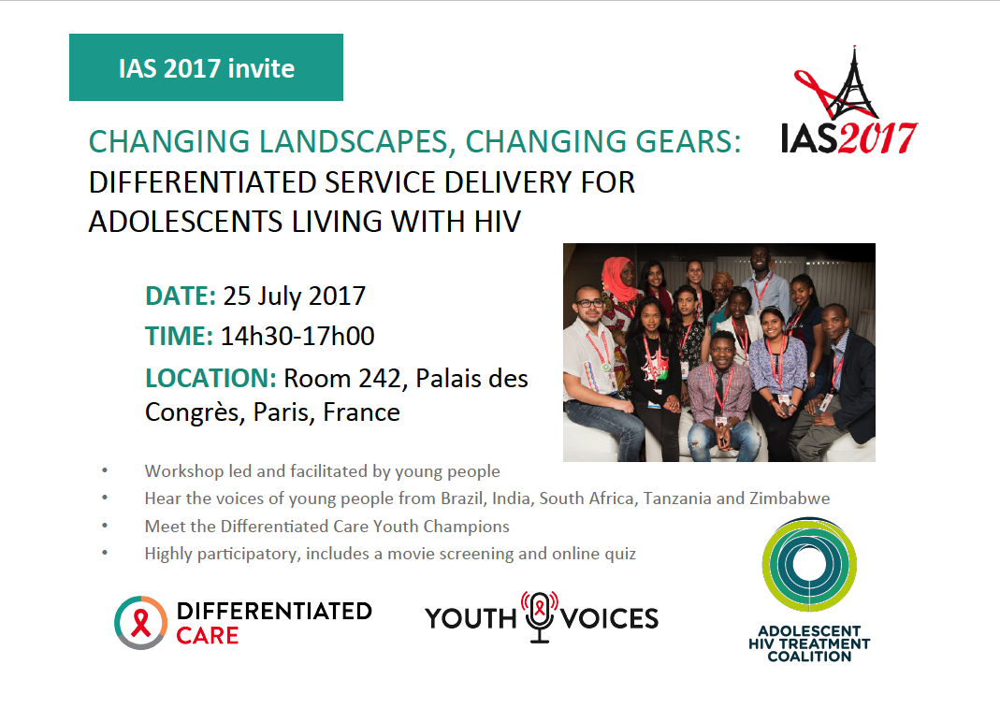 IAS 2017 invite
IAS2017
CHANGING LANDSCAPES, CHANGING GEARS:
DIFFERENTIATED SERVICE DELIVERY FOR
ADOLESCENTS LIVING WITH HIV
DATE: 25 July 2017
TIME: 14h30-17h00
LOCATION: Room 242, Palais des
Congrès, Paris, France
• Workshop led and facilitated by young people
• Hear the voices of young people from Brazil, India, South Africa, Tanzania and Zimbabwe
• Meet the Differentiated Care Youth Champions
• Highly participatory, includes a movie screening and online quiz
DIFFERENTIATED
CARE
YOUTH VOICES
ADOLESCENT
HIV TREATMENT
COALITION